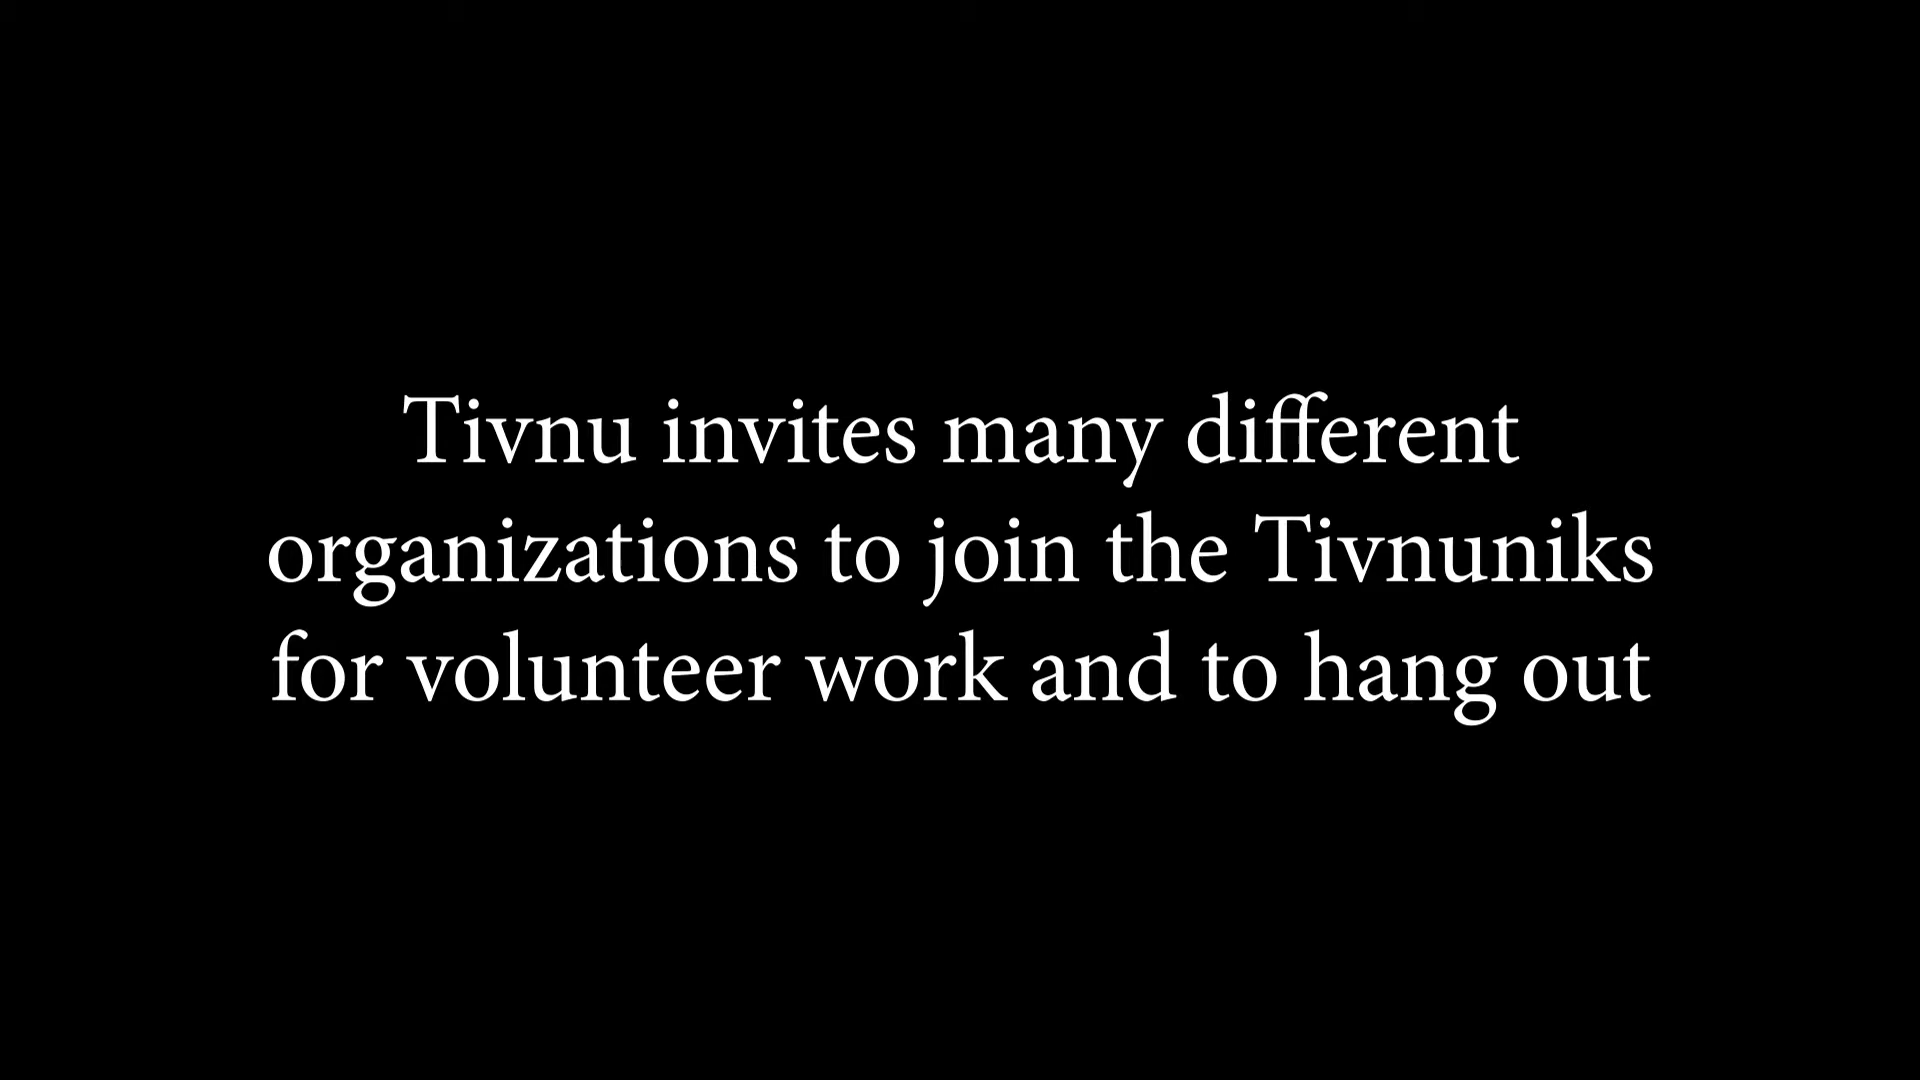 Tivnu invites many different
organizations to join the Tivnuniks
for volunteer work and to hang out